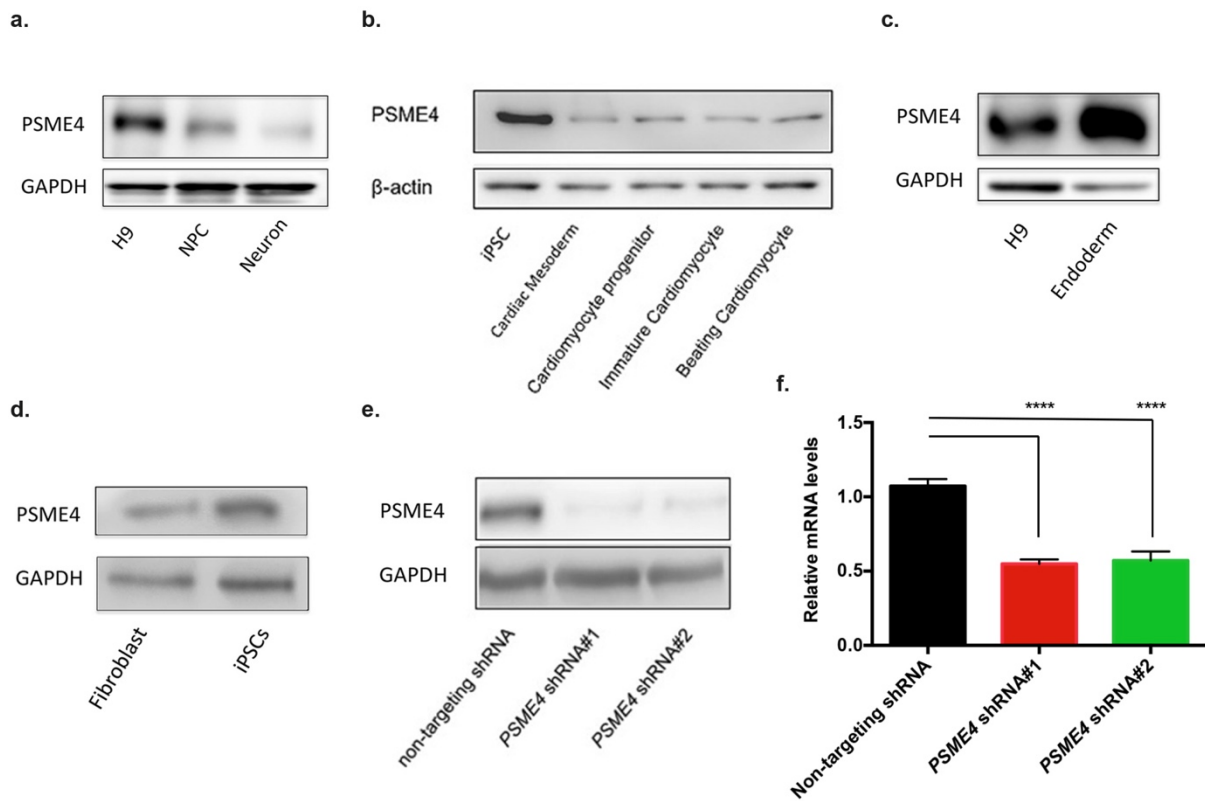 a.
PSME4
GAPDH
H9
NPC
Neuron
b.
PSME4
β-actin
iPSC
Cardiac Mesoderm
Cardiomyocyte progenitor
Immature Cardiomyocyte
Beating Cardiomyocyte
c.
PSME4
GAPDH
H9
Endoderm
d.
PSME4
GAPDH
Fibroblast
iPSCs
e.
PSME4
GAPDH
non-targeting shRNA
PSME4 shRNA#1
PSME4 shRNA#2
f.
Relative mRNA levels
1.5
1.0
0.5
0.0
****
****
Non-targeting shRNA
PSME4 shRNA#1
PSME4 shRNA#2